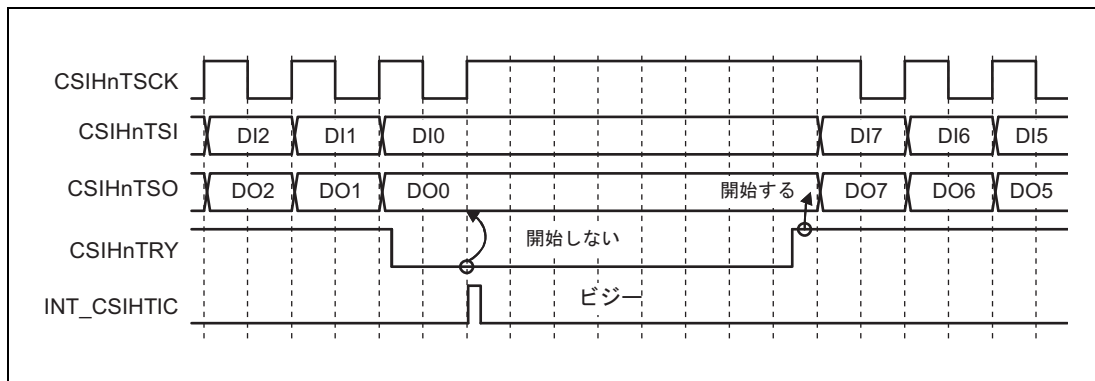 CSIHnTSCK
CSIHnTSI DI2 DI1 DI0 DI7 DI6 DI5
CSIHnTSO DO2 DO1 DO0 開始する DO7 DO6 DO5
CSIHnTRY 開始しない
INT_CSIHTIC ビジー